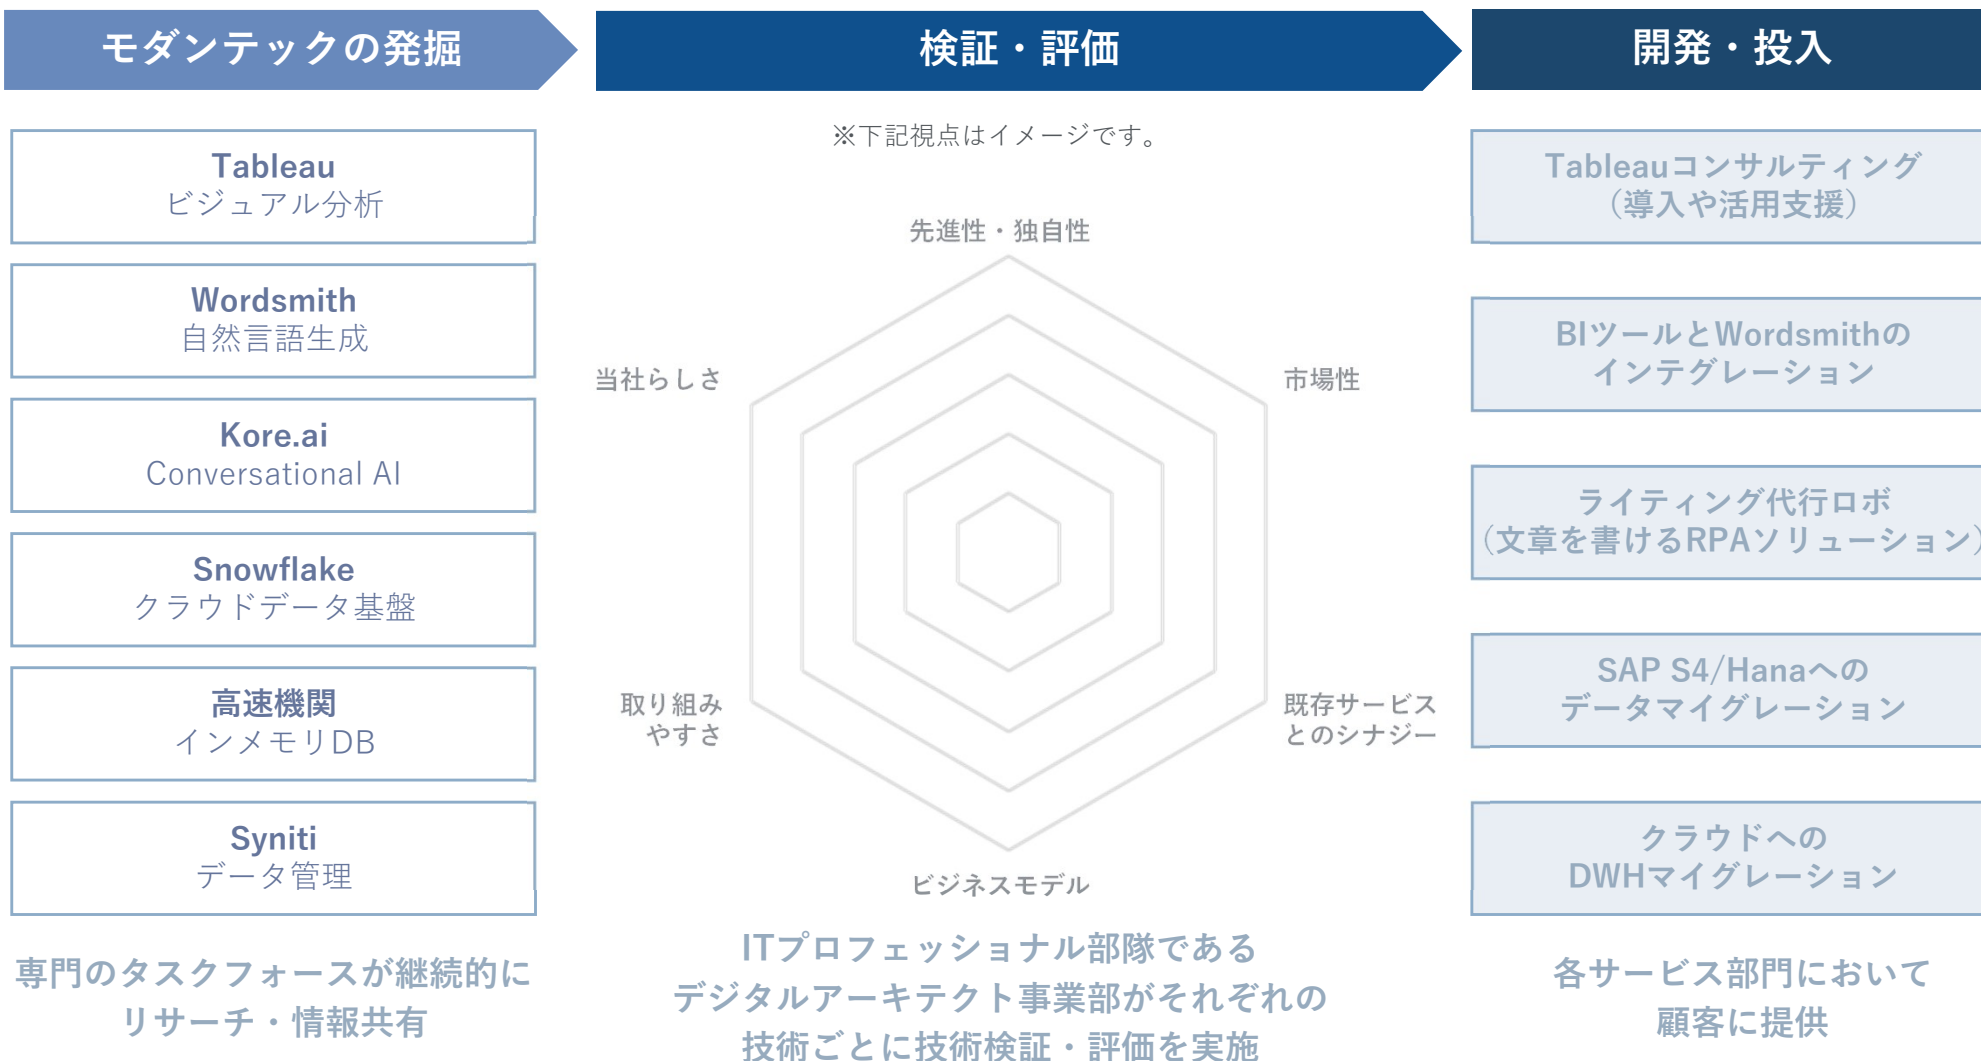 モダンテックの発掘
検証・評価
開発・投入
Tableau
ビジュアル分析
Wordsmith
自然言語生成
Kore.ai
Conversational AI
Snowflake
クラウドデータ基盤
高速機関
インメモリDB
Syniti
データ管理
専門のタスクフォースが継続的に
リサーチ・情報共有
※下記視点はイメージです。
先進性・独自性
当社らしさ
市場性
取り組み
やすさ
既存サービス
とのシナジー
ビジネスモデル
ITプロフェッショナル部隊である
デジタルアーキテクト事業部がそれぞれの
技術ごとに技術検証・評価を実施
Tableauコンサルティング
（導入や活用支援）
BIツールとWordsmithの
インテグレーション
ライティング代行ロボ
（文章を書けるRPAソリューション）
SAP S4/Hanaへの
データマイグレーション
クラウドへの
DWHマイグレーション
各サービス部門において
顧客に提供